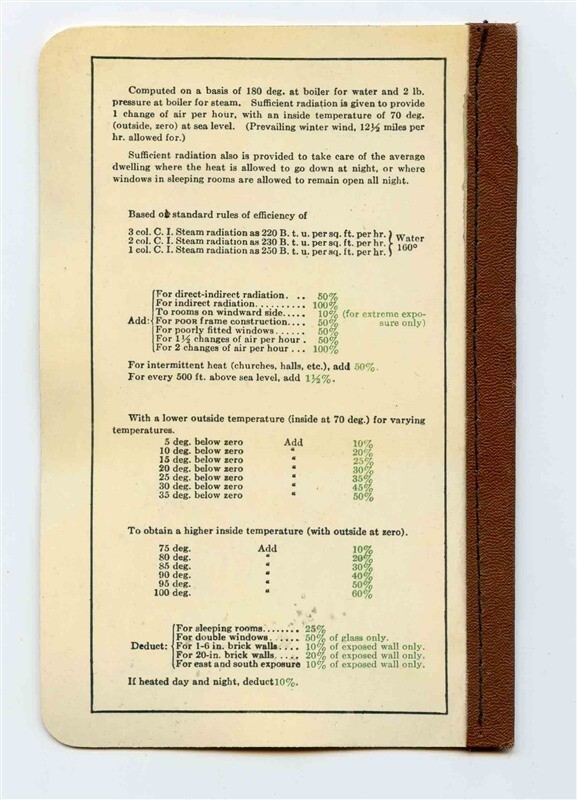 Computed on a basis of 180 deg. at boiler for water and 2 lb.
pressure at boiler for steam. Sufficient radiation is given to provide
1 change of air per hour, with an inside temperature of 70 deg.
(outside, zero) at sea level. (Prevailing winter wind, 12½ miles per
hr. allowed for.)
Sufficient radiation also is provided to take care of the average
dwelling where the heat is allowed to go down at night, or where
windows in sleeping rooms are allowed to remain open all night.
Based on standard rules of efficiency of
3 col. C. I. Steam radiation as 220 B. t. u. per sq. ft. per hr.
2 col. C. I. Steam radiation as 230 B. t. u. per sq. ft. per hr. } Water
1 col. C. I. Steam radiation as 250 B. t. u. per sq. ft. per hr. 160°
For direct-indirect radiation. .. 50%
For indirect radiation.......... 100%
To rooms on windward side..... 10% (for extreme expo-
Add: For POOR frame construction.... 50% sure only)
For poorly fitted windows...... 50%
For 1½ changes of air per hour . 50%
For 2 changes of air per hour ... 100%
For intermittent heat (churches, halls, etc.), add 50%.
For every 500 ft. above sea level, add 1½%.
With a lower outside temperature (inside at 70 deg.) for varying
temperatures.
5 deg. below zero Add 10%
10 deg. below zero " 20%
15 deg. below zero " 25%
20 deg. below zero " 30%
25 deg. below zero " 35%
30 deg. below zero " 45%
35 deg. below zero " 50%
To obtain a higher inside temperature (with outside at zero).
75 deg. Add 10%
80 deg. " 20%
85 deg. " 30%
90 deg. " 40%
95 deg. " 50%
100 deg. " 60%
For sleeping rooms........ 25%
For double windows...... 50% of glass only.
Deduct: For 1-6 in. brick walls.... 10% of exposed wall only.
For 20-in. brick walls..... 20% of exposed wall only.
For east and south exposure 10% of exposed wall only.
If heated day and night, deduct 10%.